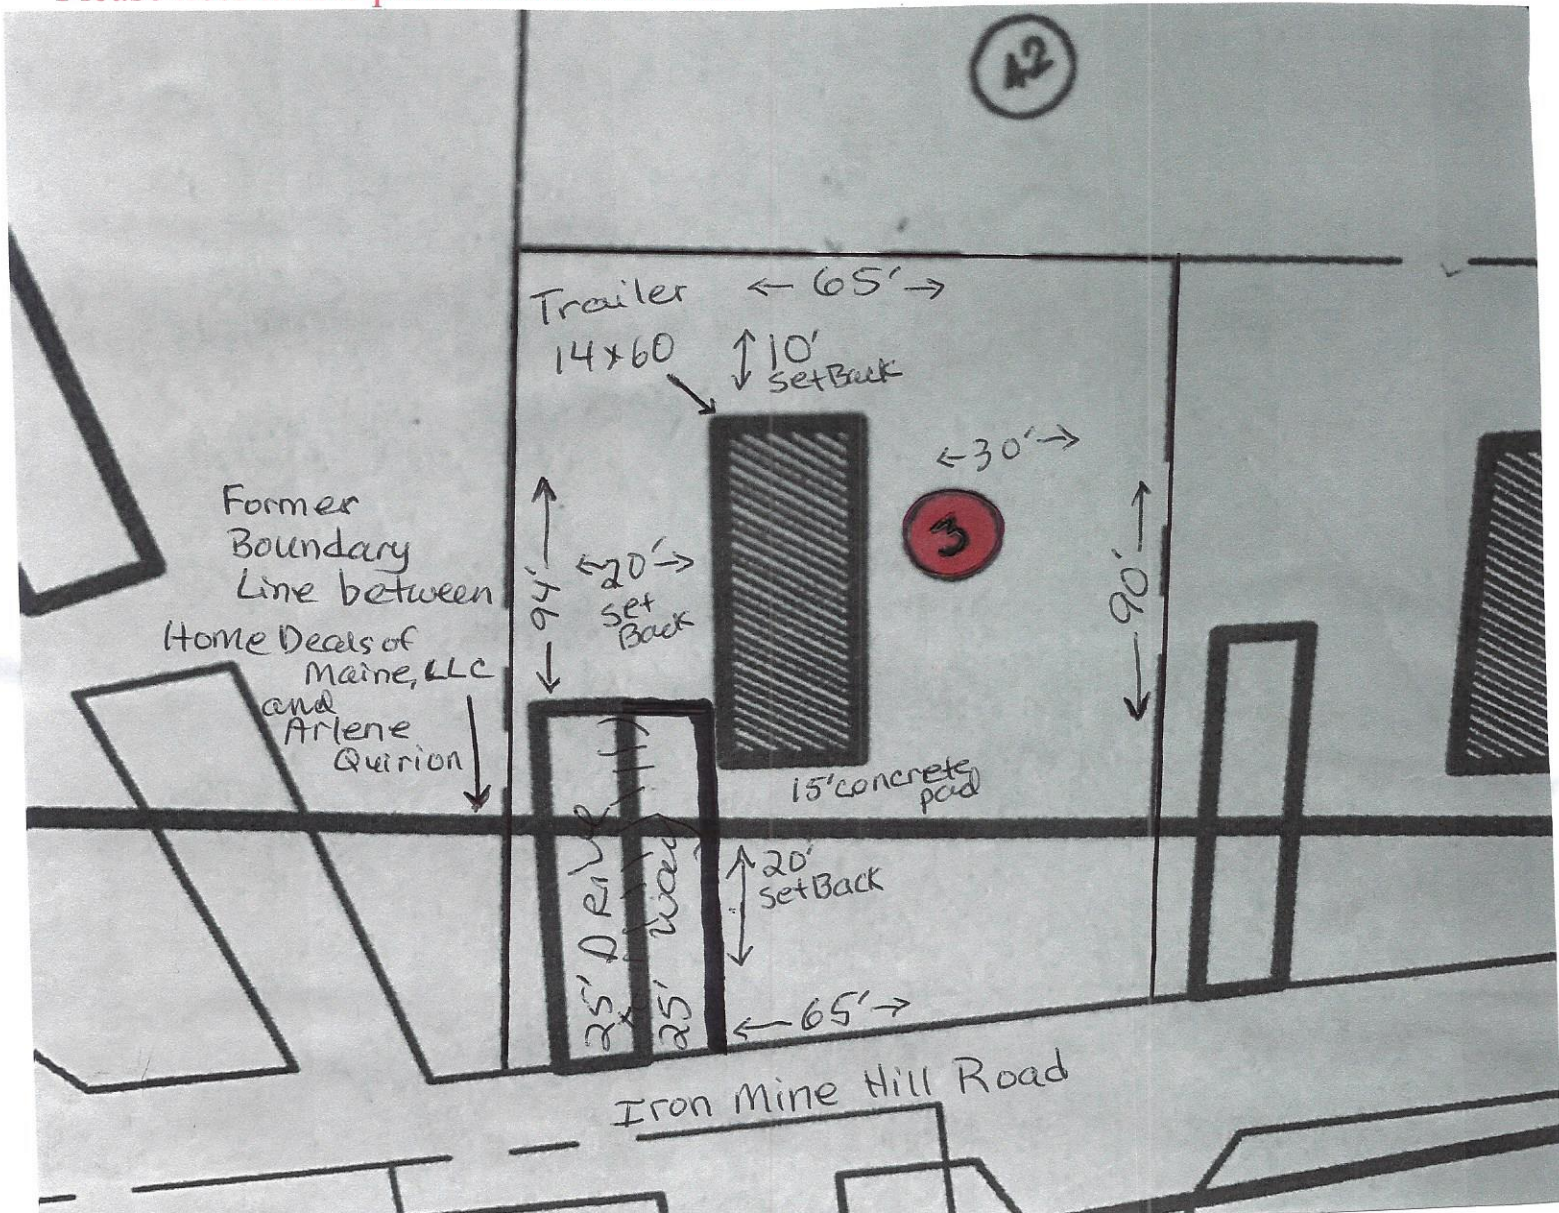 42
Trailer
14x60
← 65' →
10'
SetBack
←30'→
3
Former
Boundary
Line between
Home Deals of
Maine, LLC
and
Arlene
Quirion
← 94' →
←20'→
set
Back
← 90' →
15' concrete
pad
25' DRive
x
25' way
20'
SetBack
← 65' →
Iron Mine Hill Road